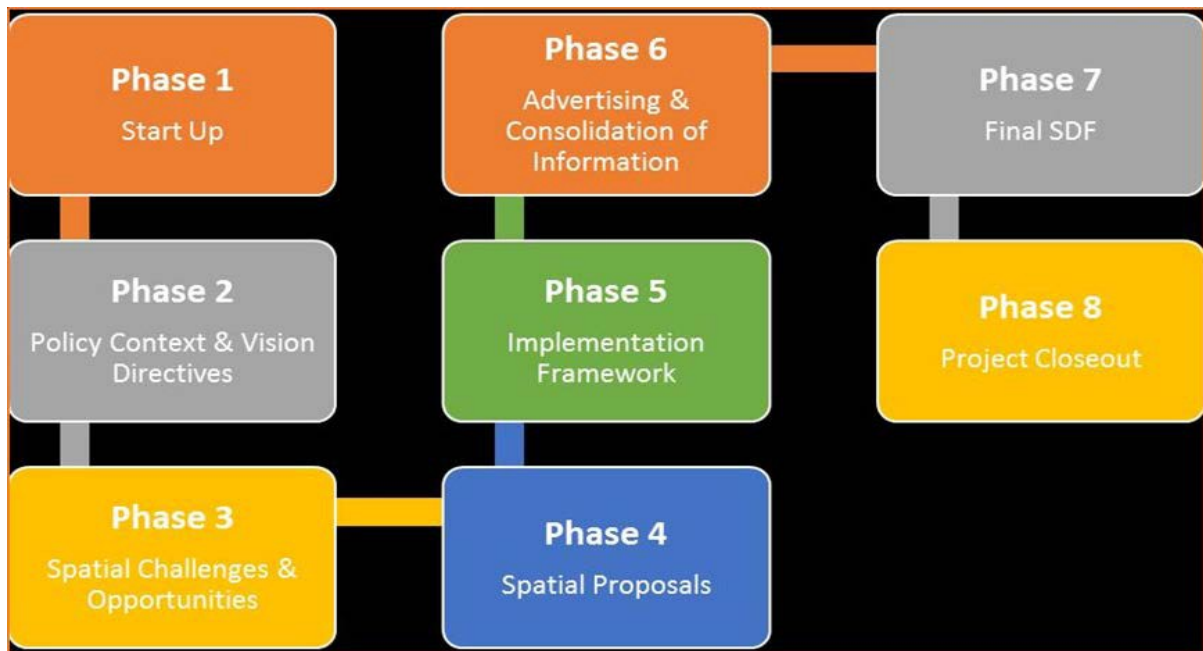 Phase 1
Start Up
Phase 2
Policy Context & Vision
Directives
Phase 3
Spatial Challenges &
Opportunities
Phase 4
Spatial Proposals
Phase 5
Implementation
Framework
Phase 6
Advertising &
Consolidation of
Information
Phase 7
Final SDF
Phase 8
Project Closeout